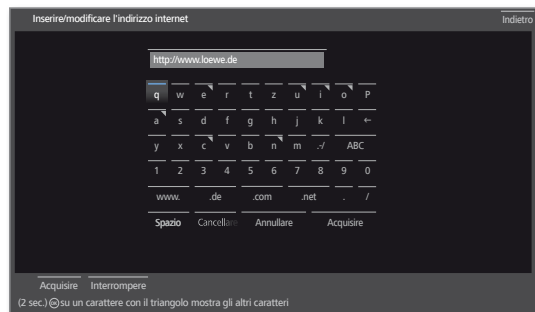 Inserire/modificare l'indirizzo internet Indietro
http://www.loewe.de
q w e r t z u i o P
a s d f g h j k l ←
y x c v b n m .-/ ABC
1 2 3 4 5 6 7 8 9 0
www. .de .com .net . /
Spazio Cancellare Annullare Acquisire
Acquisire Interrompere
(2 sec.) OK su un carattere con il triangolo mostra gli altri caratteri